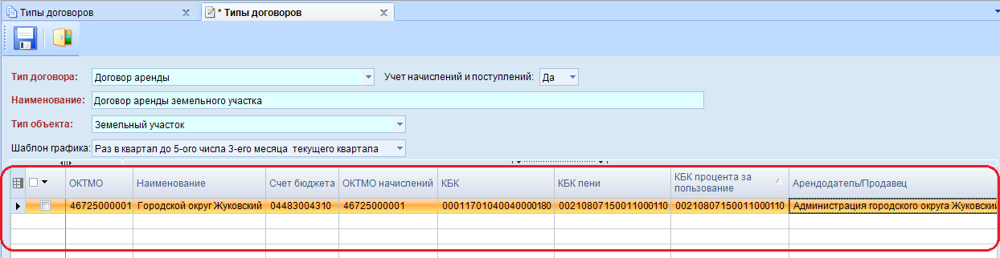 Типы договоров * Типы договоров
Тип договора: Договор аренды Учет начислений и поступлений: Да
Наименование: Договор аренды земельного участка
Тип объекта: Земельный участок
Шаблон графика: Раз в квартал до 5-ого числа 3-его месяца текущего квартала
ОКТМО Наименование Счет бюджета ОКТМО начислений КБК КБК пени КБК процента за пользование Арендодатель/Продавец
46725000001 Городской округ Жуковский 04483004310 46725000001 00011701040040000180 00210807150011000110 00210807150011000110 Администрация городского округа Жуковски